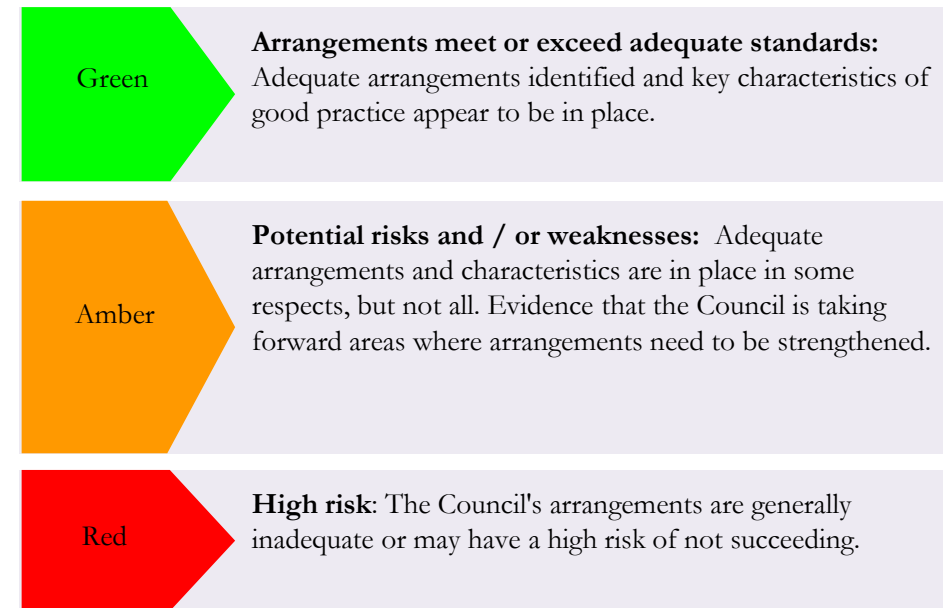 Green
Arrangements meet or exceed adequate standards:
Adequate arrangements identified and key characteristics of
good practice appear to be in place.
Amber
Potential risks and / or weaknesses:  Adequate
arrangements and characteristics are in place in some
respects, but not all. Evidence that the Council is taking
forward areas where arrangements need to be strengthened.
Red
High risk: The Council's arrangements are generally
inadequate or may have a high risk of not succeeding.